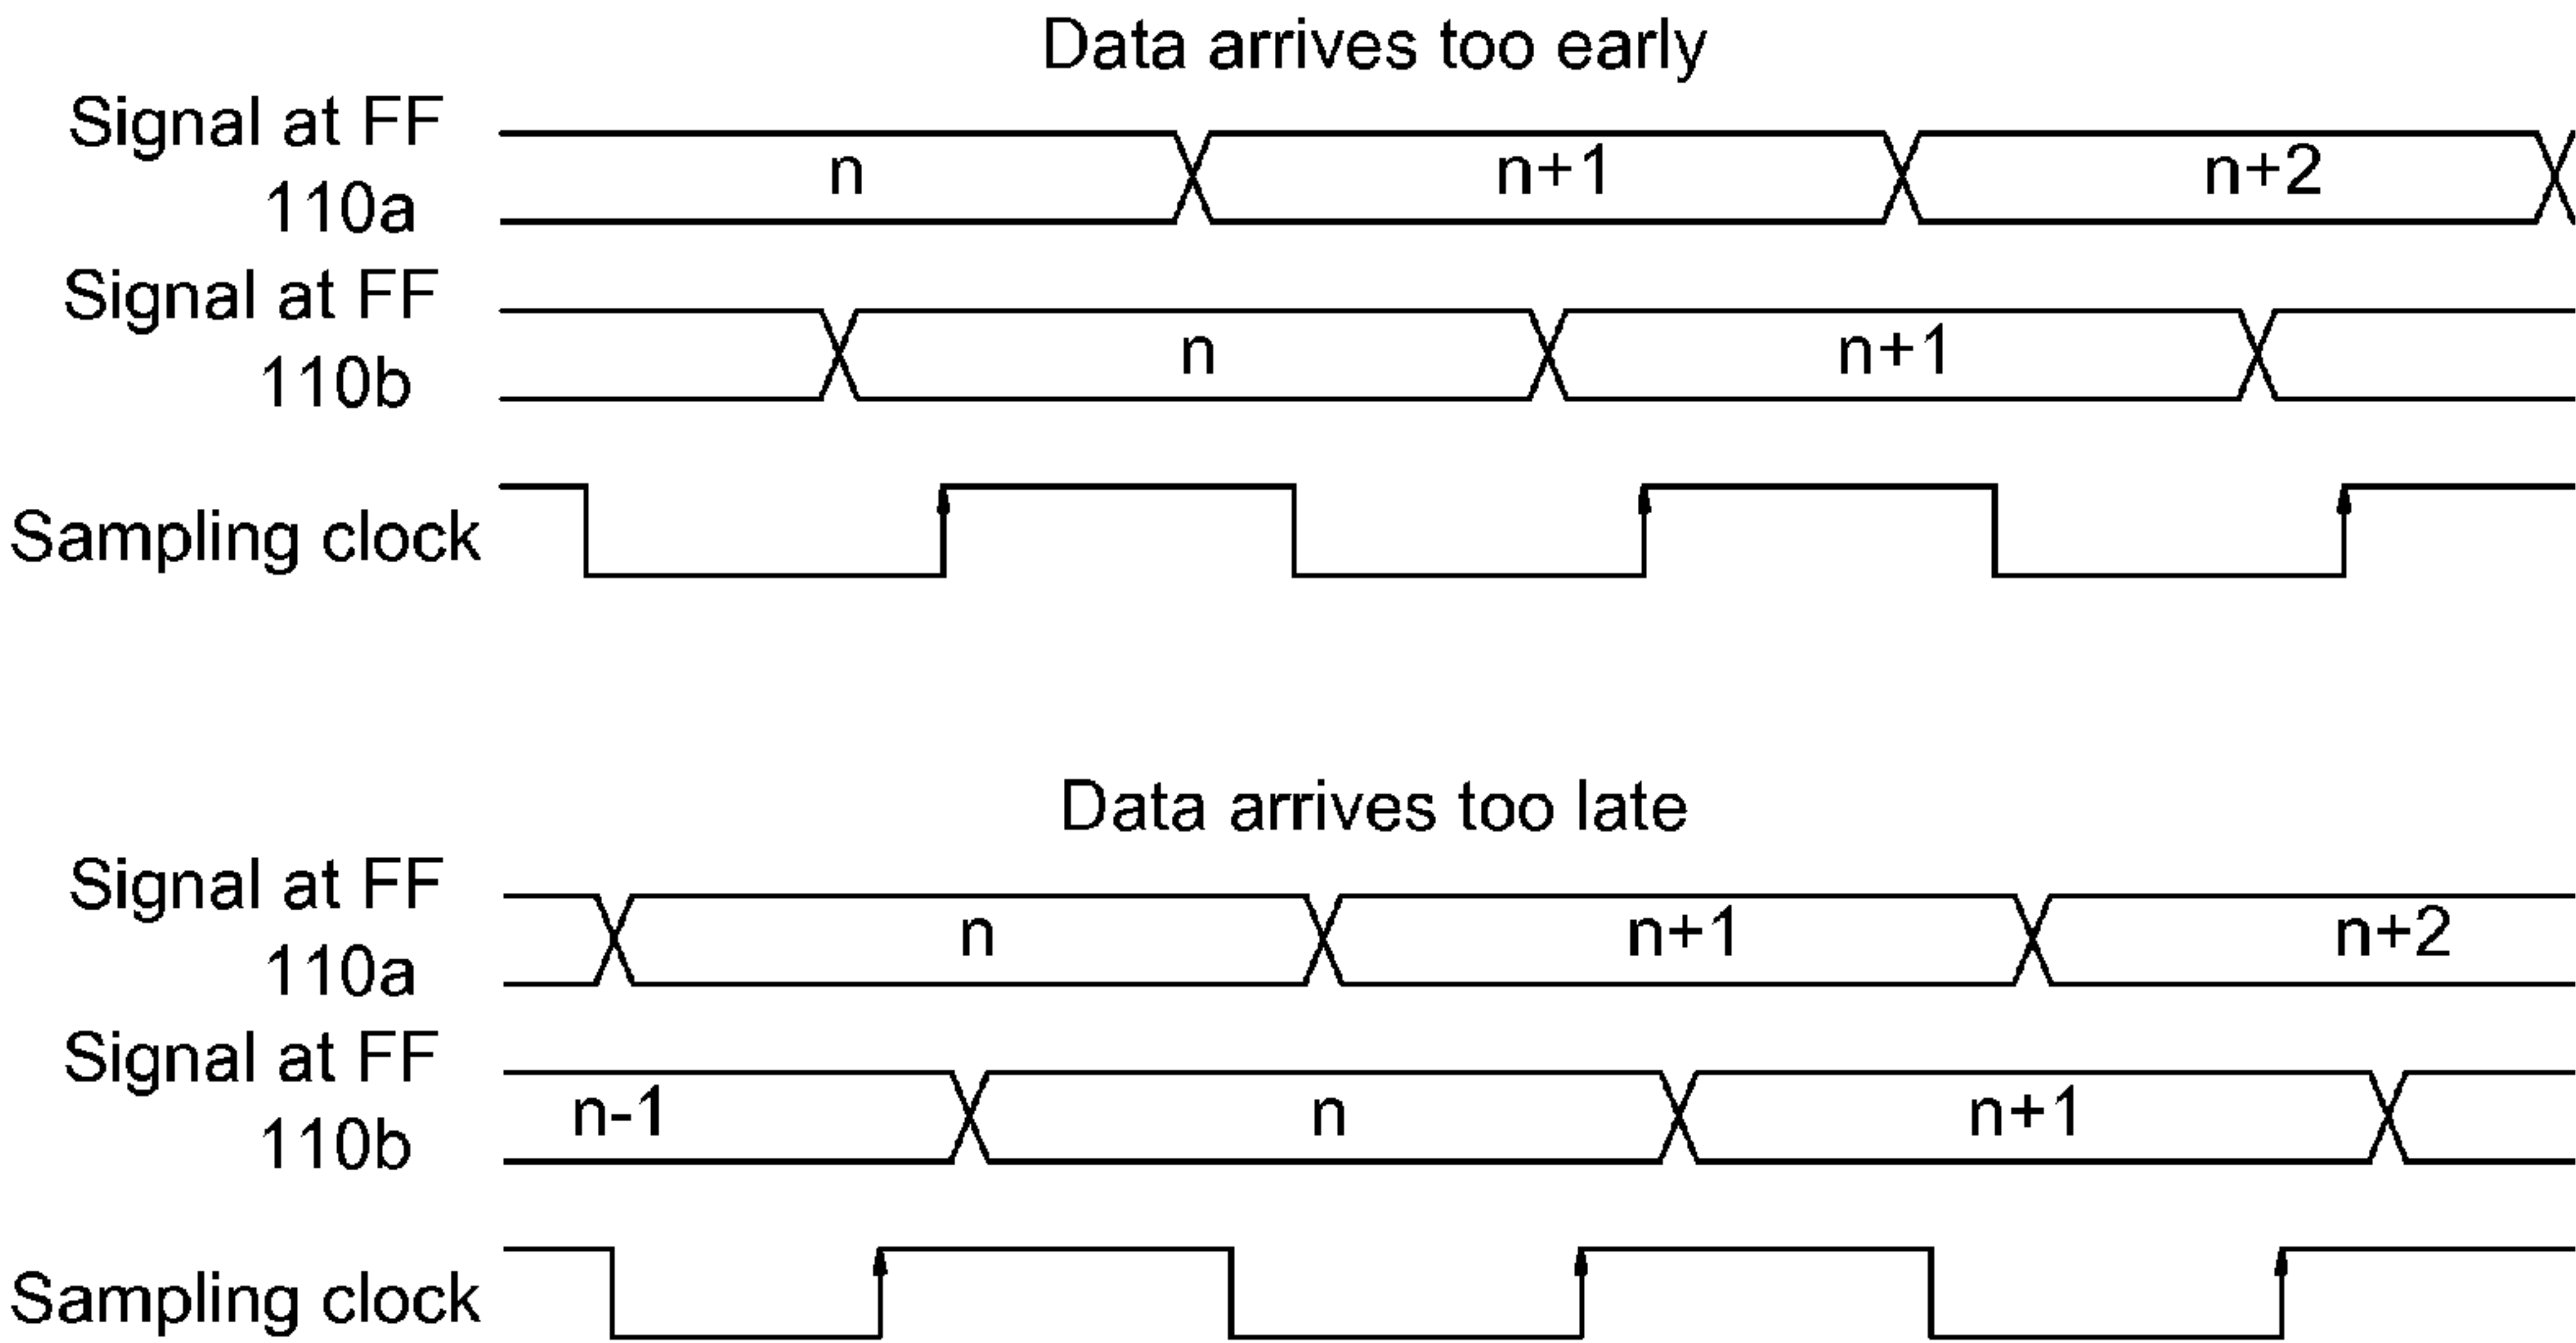 Data arrives too early
Signal at FF
110a
n
n+1
n+2
Signal at FF
110b
n
n+1
Sampling clock
Data arrives too late
Signal at FF
110a
n
n+1
n+2
Signal at FF
110b
n-1
n
n+1
Sampling clock